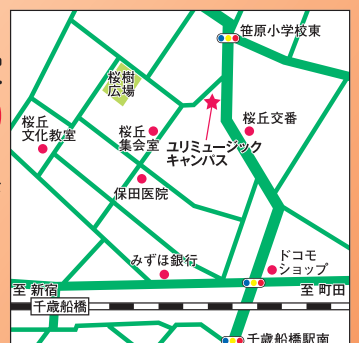 笹原小学校東
桜樹
広場
桜丘
文化教室
桜丘
集会室
桜丘交番
ユリミュージック
キャンパス
保田医院
みずほ銀行
ドコモ
ショップ
至 新宿
至 町田
千歳船橋
千歳船橋駅南